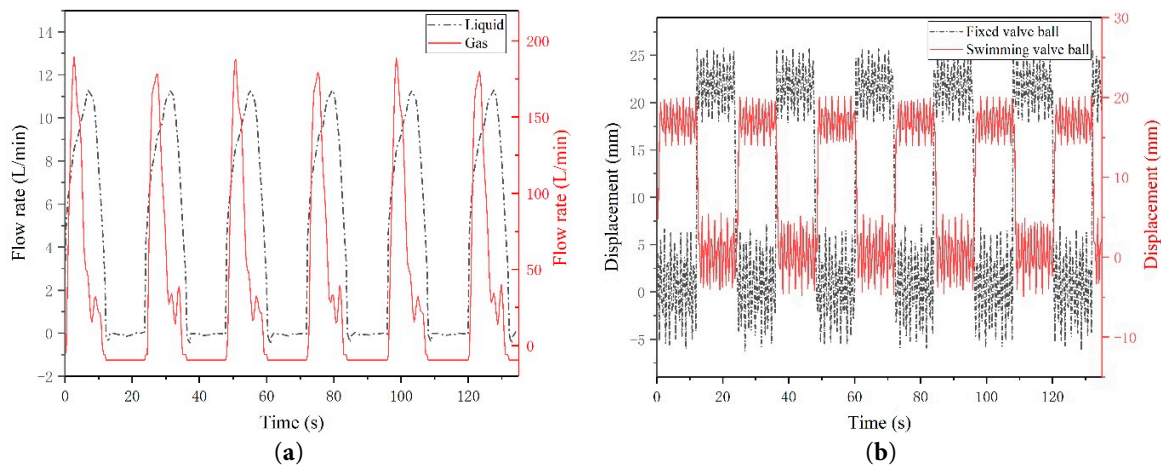 Flow rate (L/min)
14
12
10
8
6
4
2
0
−2
Liquid
Gas
200
150
100
50
0
Flow rate (L/min)
0 20 40 60 80 100 120
Time (s)
(a)
Displacement (mm)
25
20
15
10
5
0
−5
Fixed valve ball
Swimming valve ball
30
20
10
0
−10
Displacement (mm)
0 20 40 60 80 100 120
Time (s)
(b)